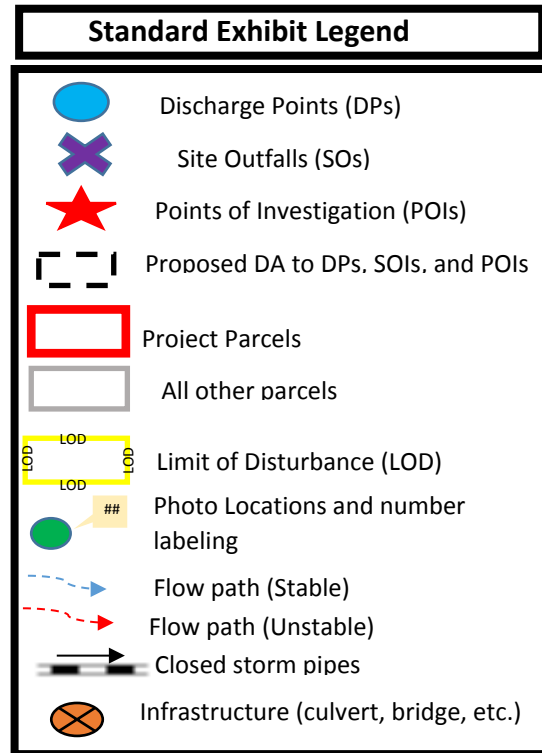 Standard Exhibit Legend
Discharge Points (DPs)
Site Outfalls (SOs)
Points of Investigation (POIs)
Proposed DA to DPs, SOIs, and POIs
Project Parcels
All other parcels
LOD
LOD
LOD
LOD
Limit of Disturbance (LOD)
##
Photo Locations and number
labeling
Flow path (Stable)
Flow path (Unstable)
Closed storm pipes
Infrastructure (culvert, bridge, etc.)